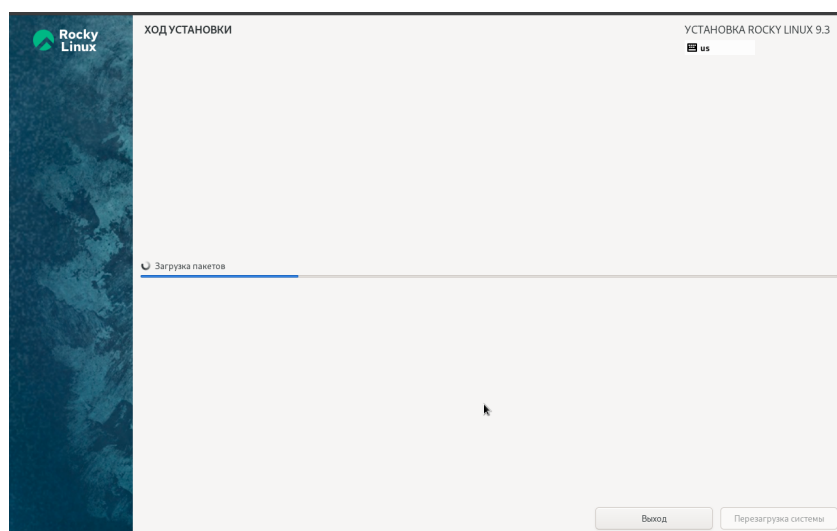 Rocky
Linux
ХОД УСТАНОВКИ
УСТАНОВКА ROCKY LINUX 9.3
us
Загрузка пакетов
Выход
Перезагрузка системы